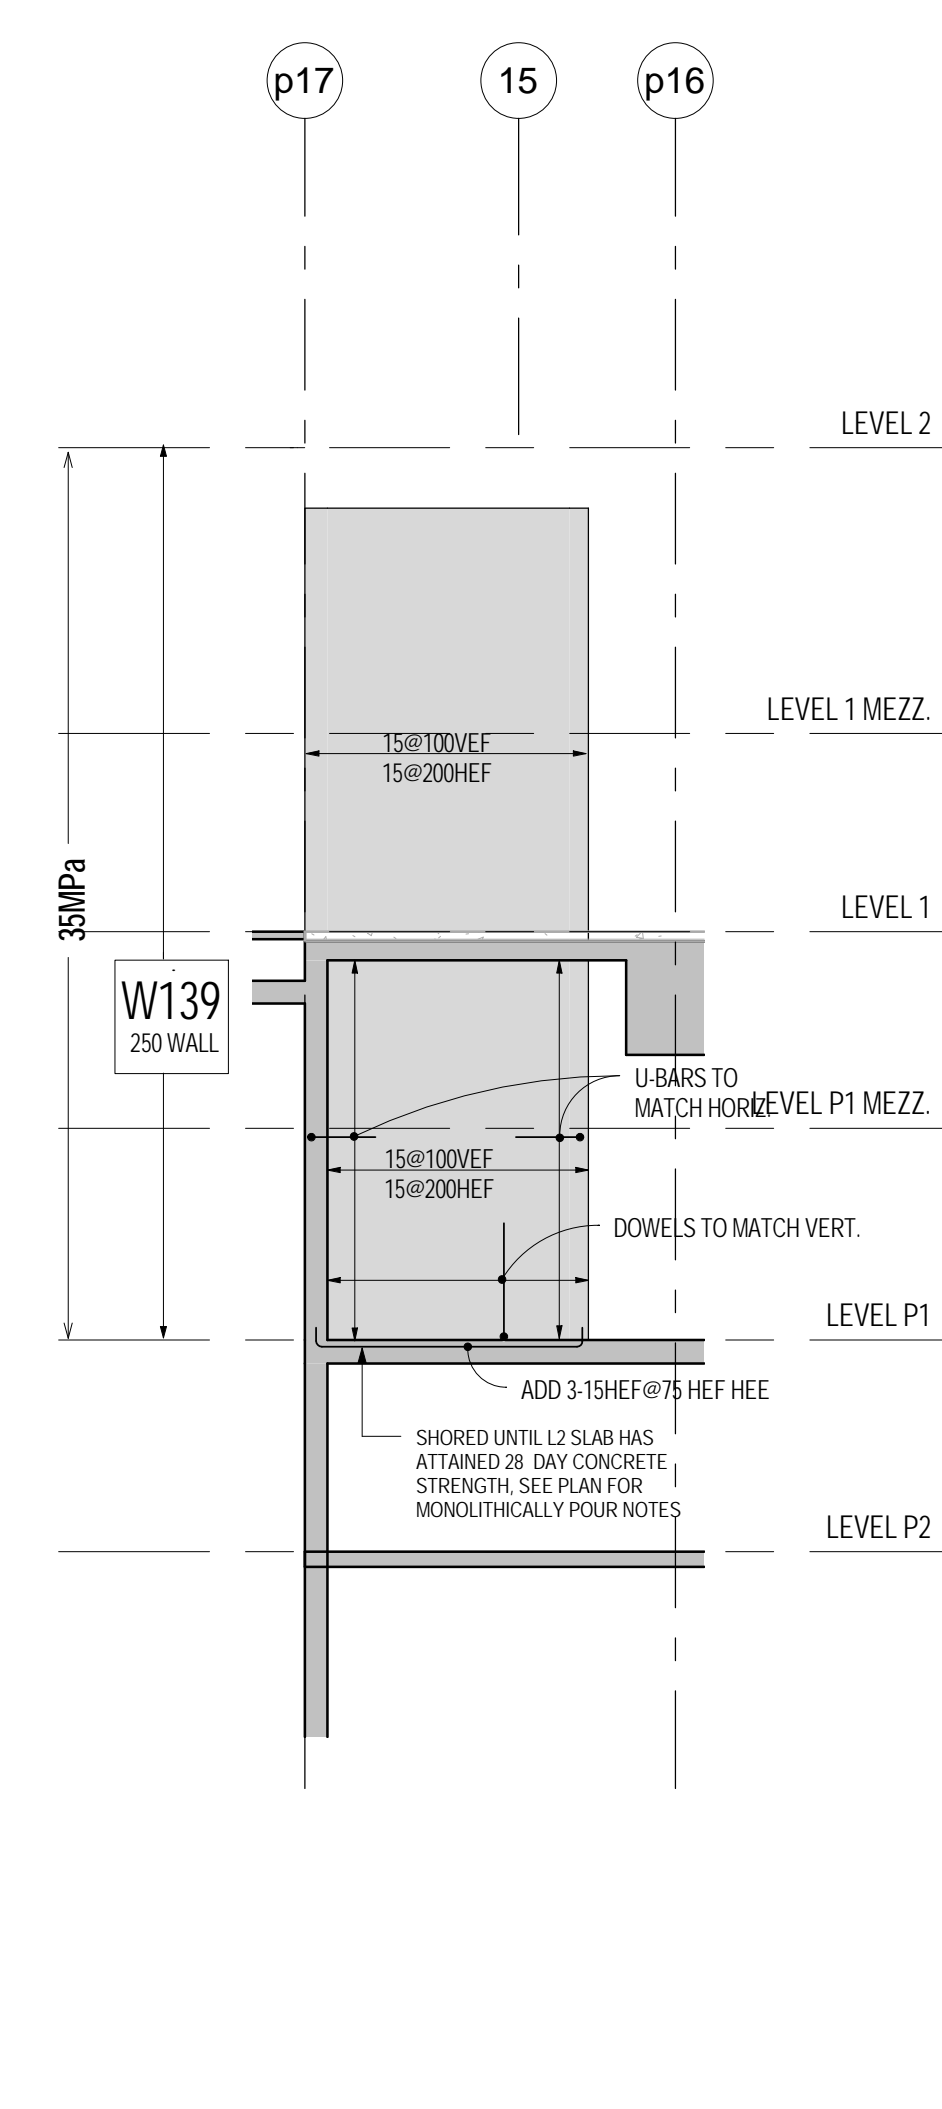 p17
15
p16
LEVEL 2
LEVEL 1 MEZZ.
15@100VEF
15@200HEF
35MPa
LEVEL 1
W139
250 WALL
U-BARS TO
MATCH HORIZ.
LEVEL P1 MEZZ.
15@100VEF
15@200HEF
DOWELS TO MATCH VERT.
LEVEL P1
ADD 3-15HEF@75 HEF HEE
SHORED UNTIL L2 SLAB HAS
ATTAINED 28 DAY CONCRETE
STRENGTH, SEE PLAN FOR
MONOLITHICALLY POUR NOTES
LEVEL P2